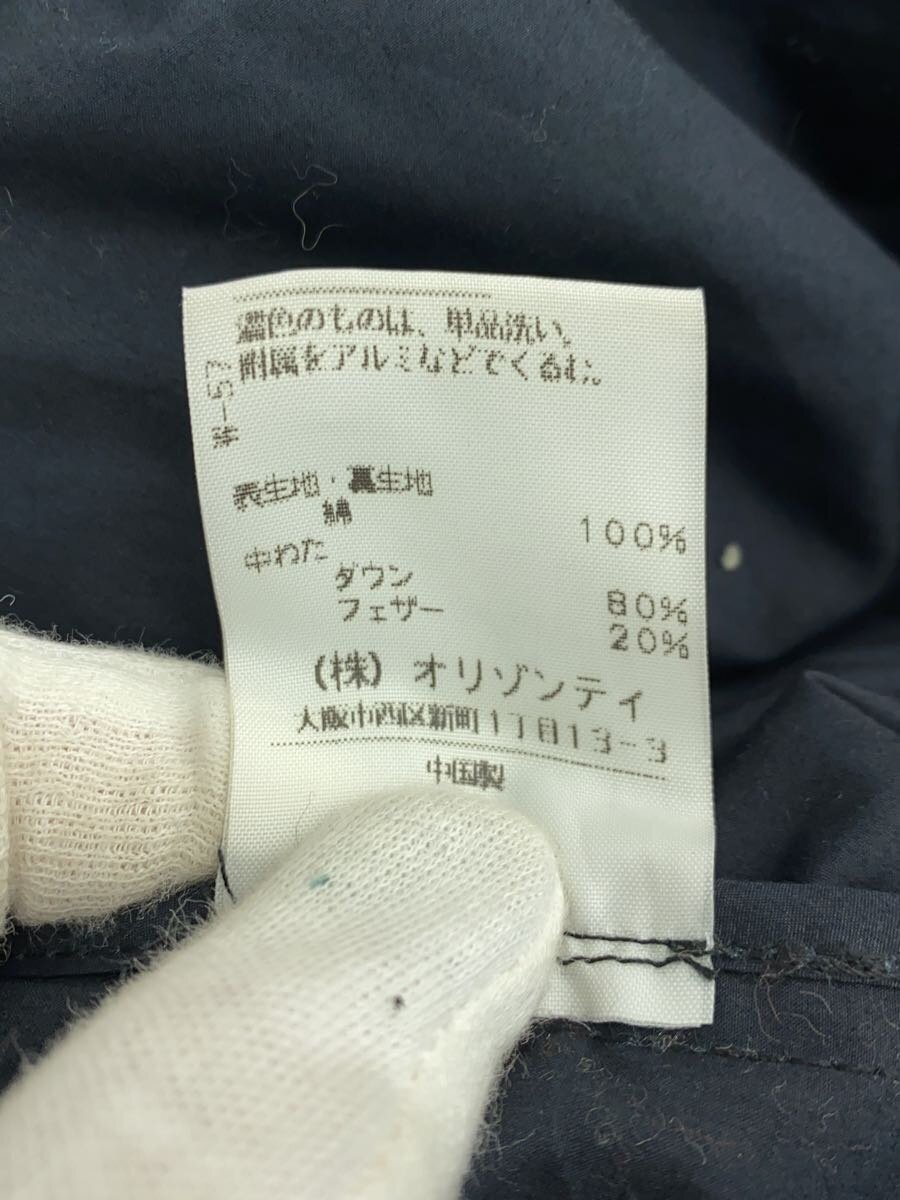 濃色のものは、単品洗い。
附属をアルミなどでくるむ。
表生地・裏生地
綿 100%
中わた
ダウン 80%
フェザー 20%
(株)オリゾンティ
大阪市西区新町1丁目13-3
中国製